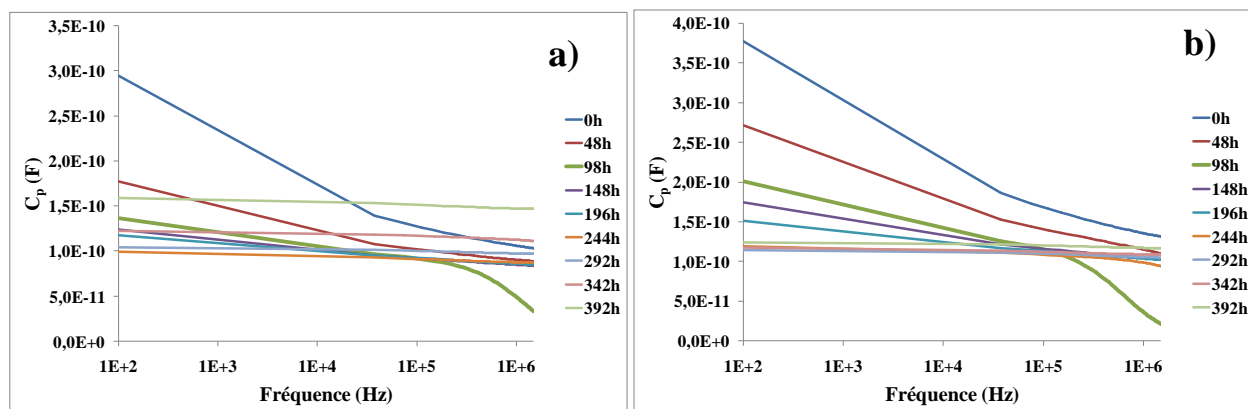 a)
3,5E-10
3,0E-10
2,5E-10
2,0E-10
1,5E-10
1,0E-10
5,0E-11
0,0E+0
Cp (F)
1E+2 1E+3 1E+4 1E+5 1E+6
Fréquence (Hz)
0h
48h
98h
148h
196h
244h
292h
342h
392h
b)
4,0E-10
3,5E-10
3,0E-10
2,5E-10
2,0E-10
1,5E-10
1,0E-10
5,0E-11
0,0E+0
Cp (F)
1E+2 1E+3 1E+4 1E+5 1E+6
Fréquence (Hz)
0h
48h
98h
148h
196h
244h
292h
342h
392h